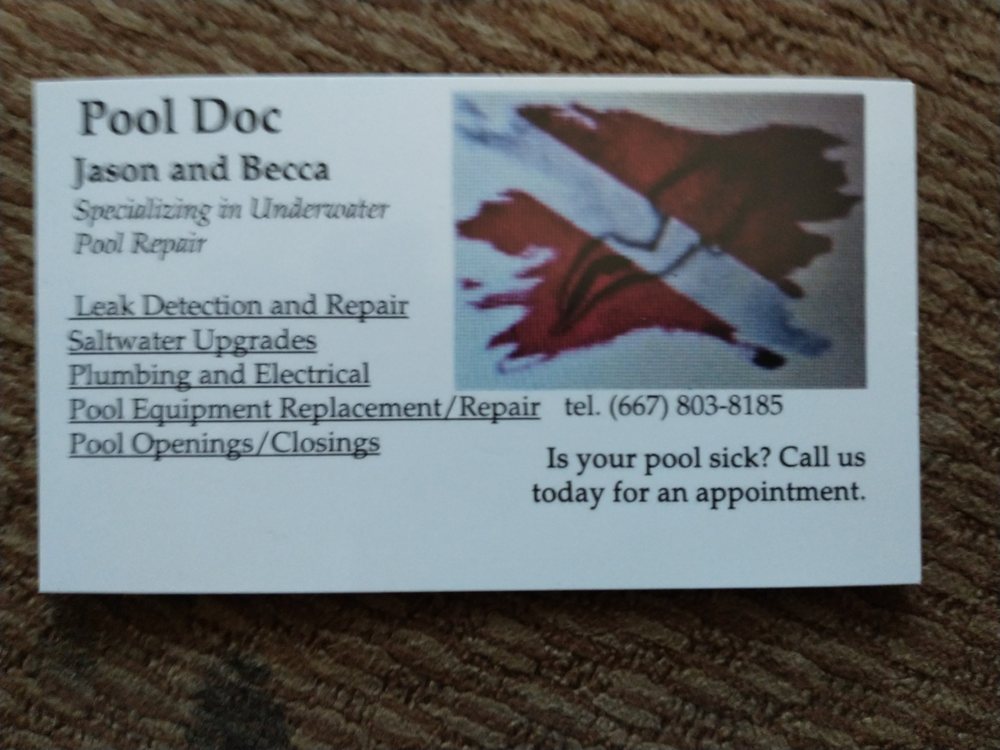 Pool Doc
Jason and Becca
Specializing in Underwater
Pool Repair
Leak Detection and Repair
Saltwater Upgrades
Plumbing and Electrical
Pool Equipment Replacement/Repair
Pool Openings/Closings
tel. (667) 803-8185
Is your pool sick? Call us
today for an appointment.